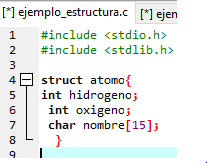 [*] ejemplo_estructura.c [*] ejen
1 #include <stdio.h>
2 #include <stdlib.h>
3
4 struct atomo{
5 int hidrogeno;
6 int oxigeno;
7 char nombre[15];
8 }
9